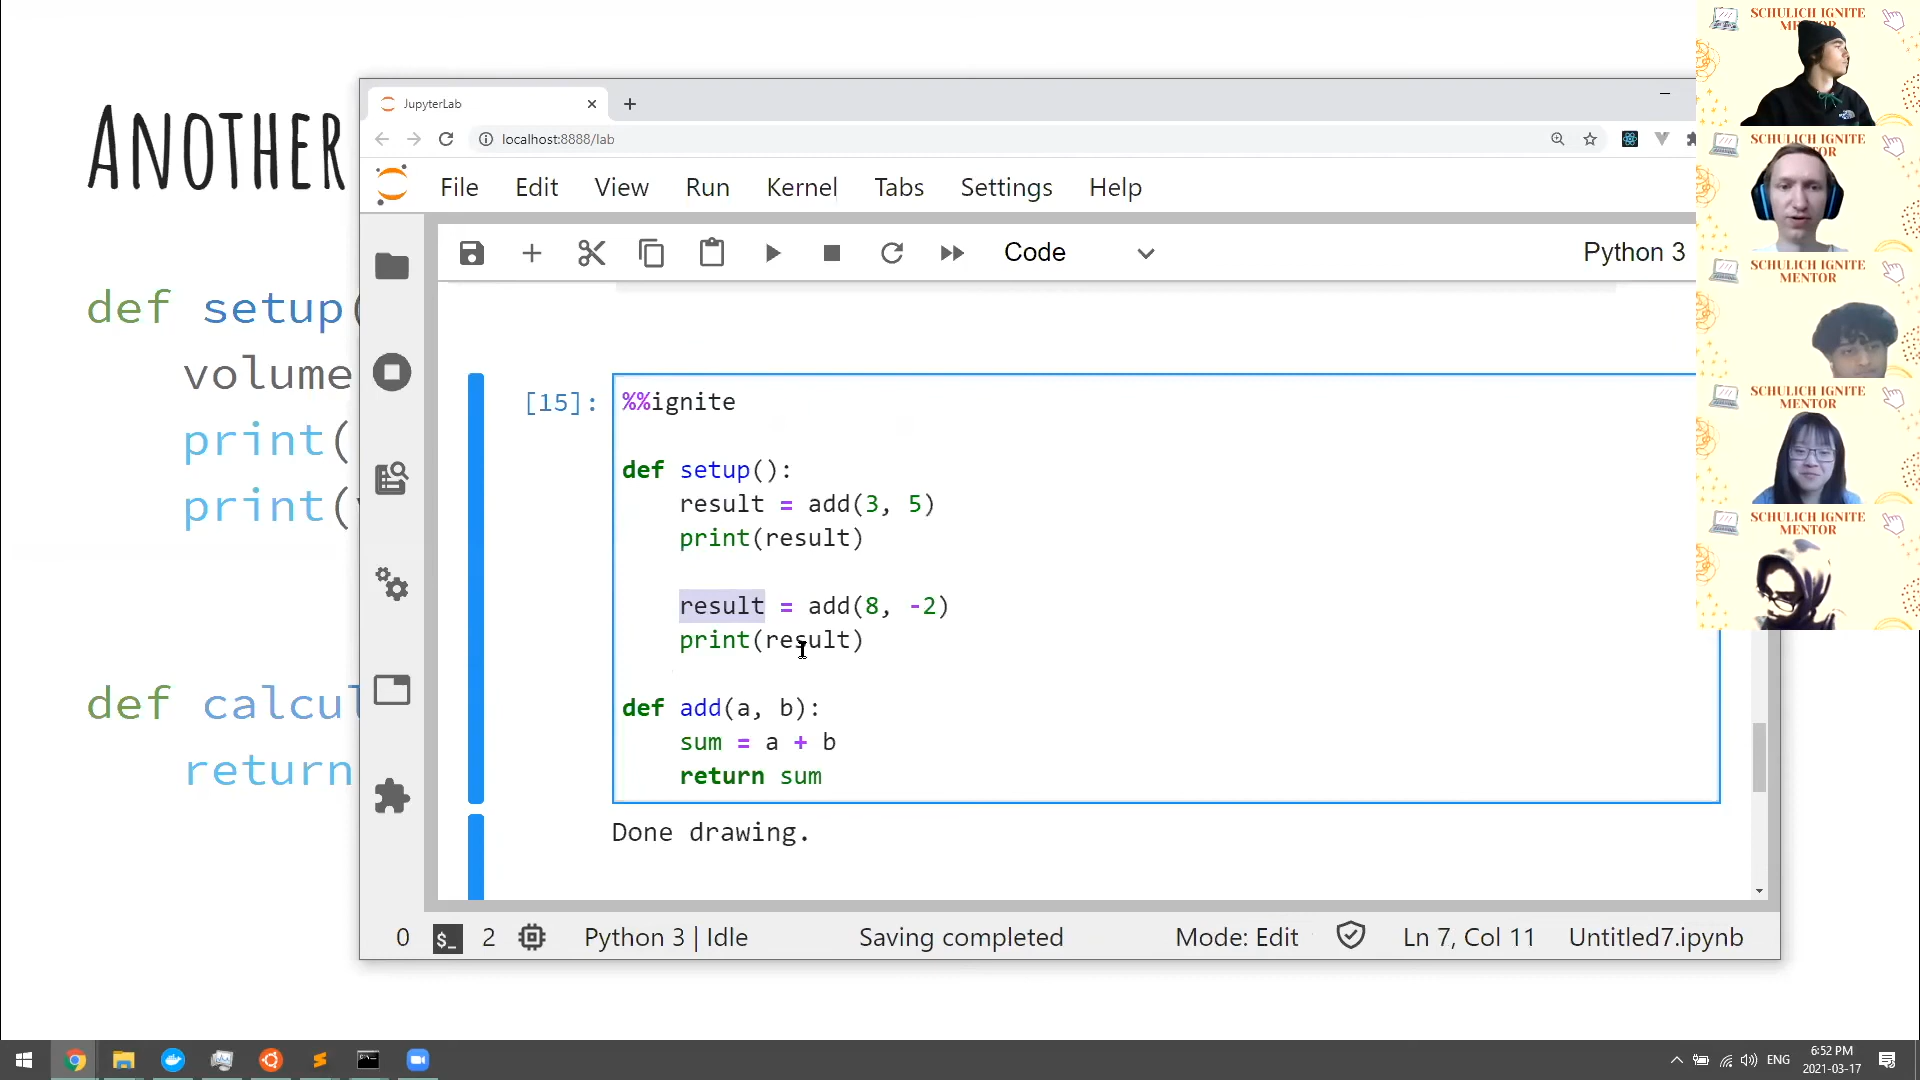 ANOTHER
def setup(
volume
print(
print(
def calcul
return
JupyterLab
localhost:8888/lab
File Edit View Run Kernel Tabs Settings Help
Code
Python 3
[15]:
%%ignite
def setup():
result = add(3, 5)
print(result)
result = add(8, -2)
print(result)
def add(a, b):
sum = a + b
return sum
Done drawing.
0 $_ 2 Python 3 | Idle Saving completed Mode: Edit Ln 7, Col 11 Untitled7.ipynb
SCHULICH IGNITE
SCHULICH IGNITE
SCHULICH IGNITE
MENTOR
SCHULICH IGNITE
MENTOR
SCHULICH IGNITE
MENTOR
ENG
6:52 PM
2021-03-17